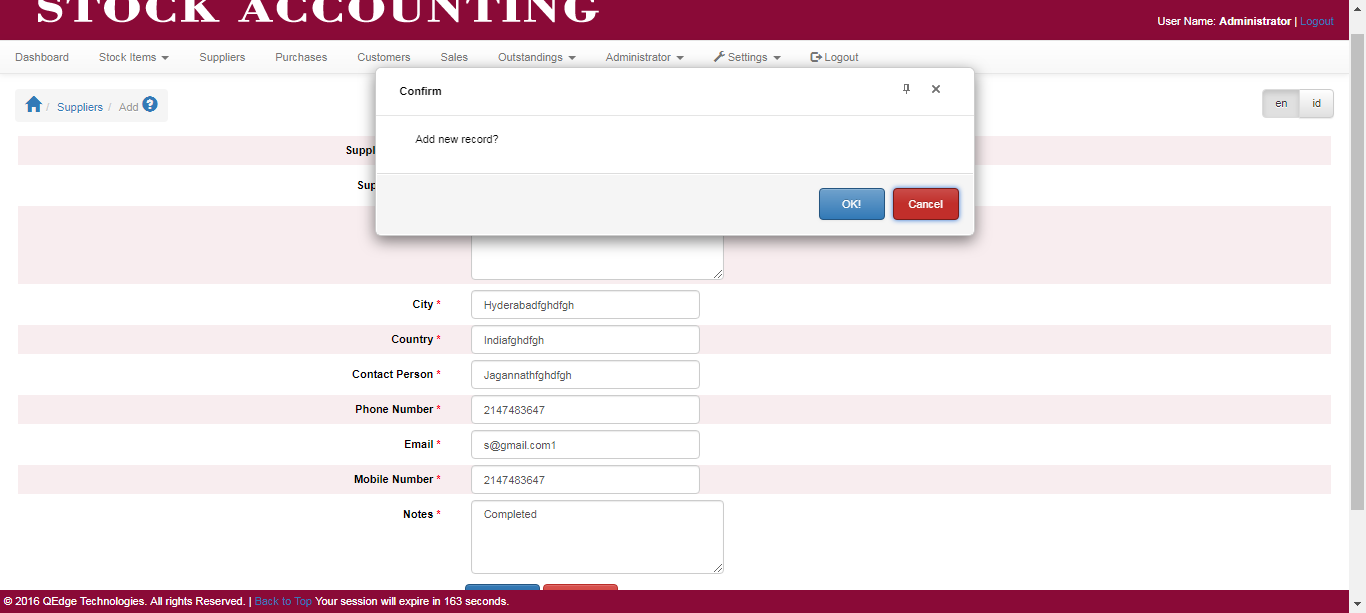 STOCK ACCOUNTING
User Name: Administrator | Logout
Dashboard Stock Items Suppliers Purchases Customers Sales Outstandings Administrator Settings Logout
Confirm
/ Suppliers / Add ?
en id
Add new record?
Suppl
Sup
OK! Cancel
City * Hyderabadfghdfgh
Country * Indiafghdfgh
Contact Person * Jagannathfghdfgh
Phone Number * 2147483647
Email * s@gmail.com1
Mobile Number * 2147483647
Notes * Completed
© 2016 QEdge Technologies. All rights Reserved. | Back to Top Your session will expire in 163 seconds.